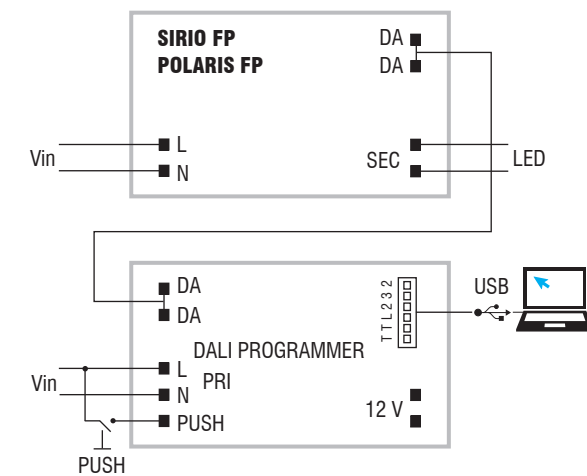 SIRIO FP
POLARIS FP
DA
DA
Vin
L
N
SEC
LED
DA
DA
TTL232
USB
DALI PROGRAMMER
Vin
L
PRI
N
PUSH
12 V
PUSH